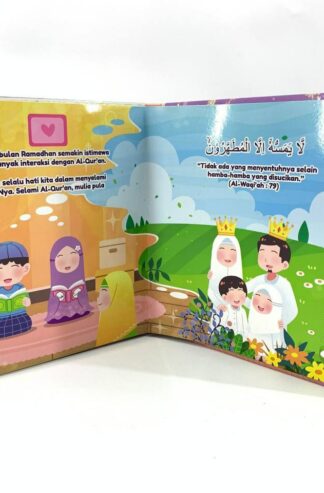 bulan Ramadhan semakin istimewa
anyak interaksi dengan Al-Qur'an.
selalu hati kita dalam menyelami
Nya. Selami Al-Qur'an, mulia pula
لَا يَمَسُّهُ إِلَّا الْمُطَهَّرُونَ
"Tidak ada yang menyentuhnya selain
hamba-hamba yang disucikan."
(Al-Waqi'ah : 79)